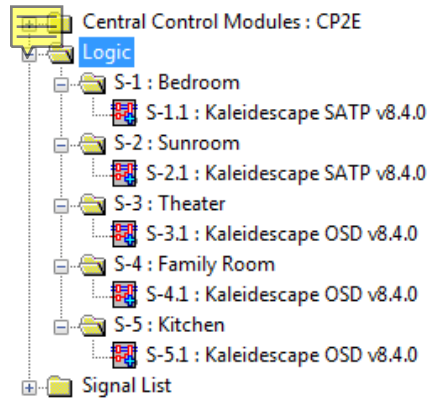 Central Control Modules : CP2E
Logic
S-1 : Bedroom
S-1.1 : Kaleidescape SATP v8.4.0
S-2 : Sunroom
S-2.1 : Kaleidescape SATP v8.4.0
S-3 : Theater
S-3.1 : Kaleidescape OSD v8.4.0
S-4 : Family Room
S-4.1 : Kaleidescape OSD v8.4.0
S-5 : Kitchen
S-5.1 : Kaleidescape OSD v8.4.0
Signal List